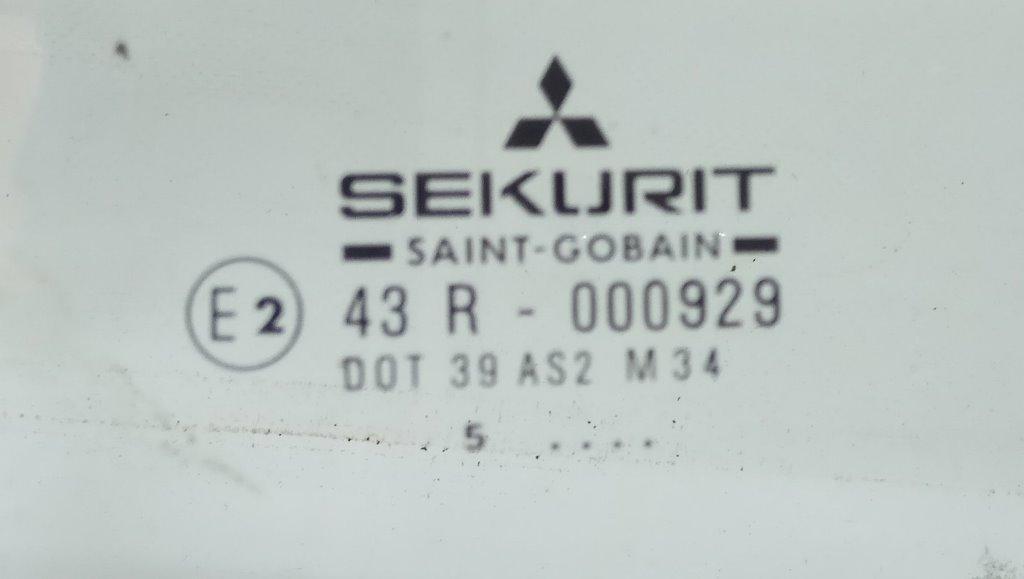 SEKURIT
SAINT-GOBAIN
E2 43 R - 000929
DOT 39 AS2 M34
5 ....